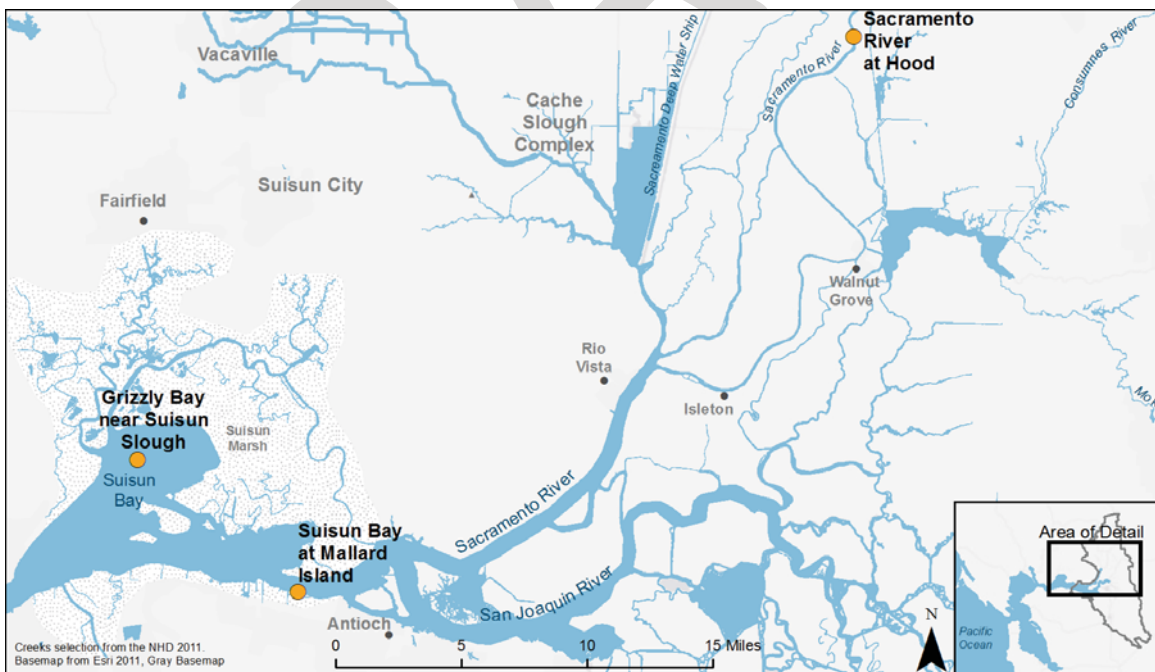 Sacramento
River
at Hood
Vacaville
Sacramento River
Consumnes River
Sacreamento Deep Water Ship
Cache
Slough
Complex
Suisun City
Fairfield
Walnut
Grove
Rio
Vista
Isleton
Mok
Grizzly Bay
near Suisun
Slough
Suisun
Marsh
Suisun
Bay
Sacramento River
Suisun Bay
at Mallard
Island
San Joaquin River
Antioch
Area of Detail
N
Pacific
Ocean
0 5 10 15 Miles
Creeks selection from the NHD 2011.
Basemap from Esri 2011, Gray Basemap